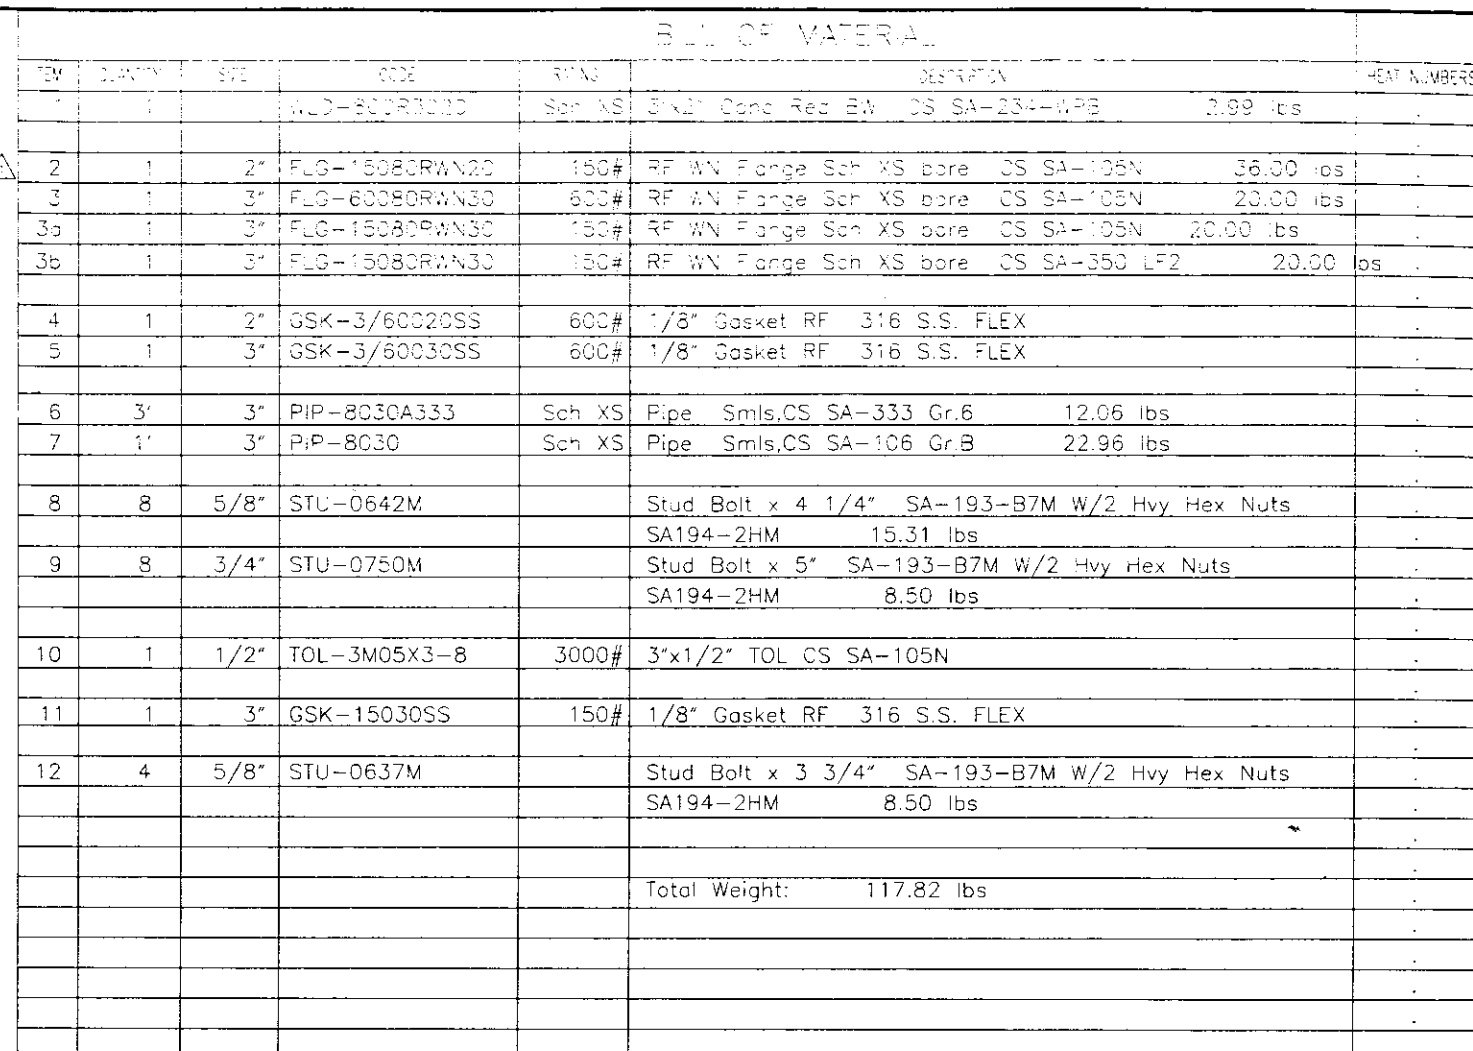 BILL OF MATERIAL
ITEM QUANTITY SIZE CODE RATING DESCRIPTION HEAT NUMBERS
1 1 WLD-80CR3020 Sch XS 3"x2" Conc Red BW CS SA-234-WPB 2.99 lbs
2 1 2" FLG-15080RWN20 150# RF WN Flange Sch XS bore CS SA-105N 36.00 lbs
3 1 3" FLG-60080RWN30 600# RF WN Flange Sch XS bore CS SA-105N 20.00 lbs
3a 1 3" FLG-15080RWN30 150# RF WN Flange Sch XS bore CS SA-105N 20.00 lbs
3b 1 3" FLG-15080RWN30 150# RF WN Flange Sch XS bore CS SA-350 LF2 20.00 lbs
4 1 2" GSK-3/60020SS 600# 1/8" Gasket RF 316 S.S. FLEX
5 1 3" GSK-3/60030SS 600# 1/8" Gasket RF 316 S.S. FLEX
6 3' 3" PIP-8030A333 Sch XS Pipe Smls,CS SA-333 Gr.6 12.06 lbs
7 1' 3" PIP-8030 Sch XS Pipe Smls,CS SA-106 Gr.B 22.96 lbs
8 8 5/8" STU-0642M Stud Bolt x 4 1/4" SA-193-B7M W/2 Hvy Hex Nuts
SA194-2HM 15.31 lbs
9 8 3/4" STU-0750M Stud Bolt x 5" SA-193-B7M W/2 Hvy Hex Nuts
SA194-2HM 8.50 lbs
10 1 1/2" TOL-3M05X3-8 3000# 3"x1/2" TOL CS SA-105N
11 1 3" GSK-15030SS 150# 1/8" Gasket RF 316 S.S. FLEX
12 4 5/8" STU-0637M Stud Bolt x 3 3/4" SA-193-B7M W/2 Hvy Hex Nuts
SA194-2HM 8.50 lbs
Total Weight: 117.82 lbs